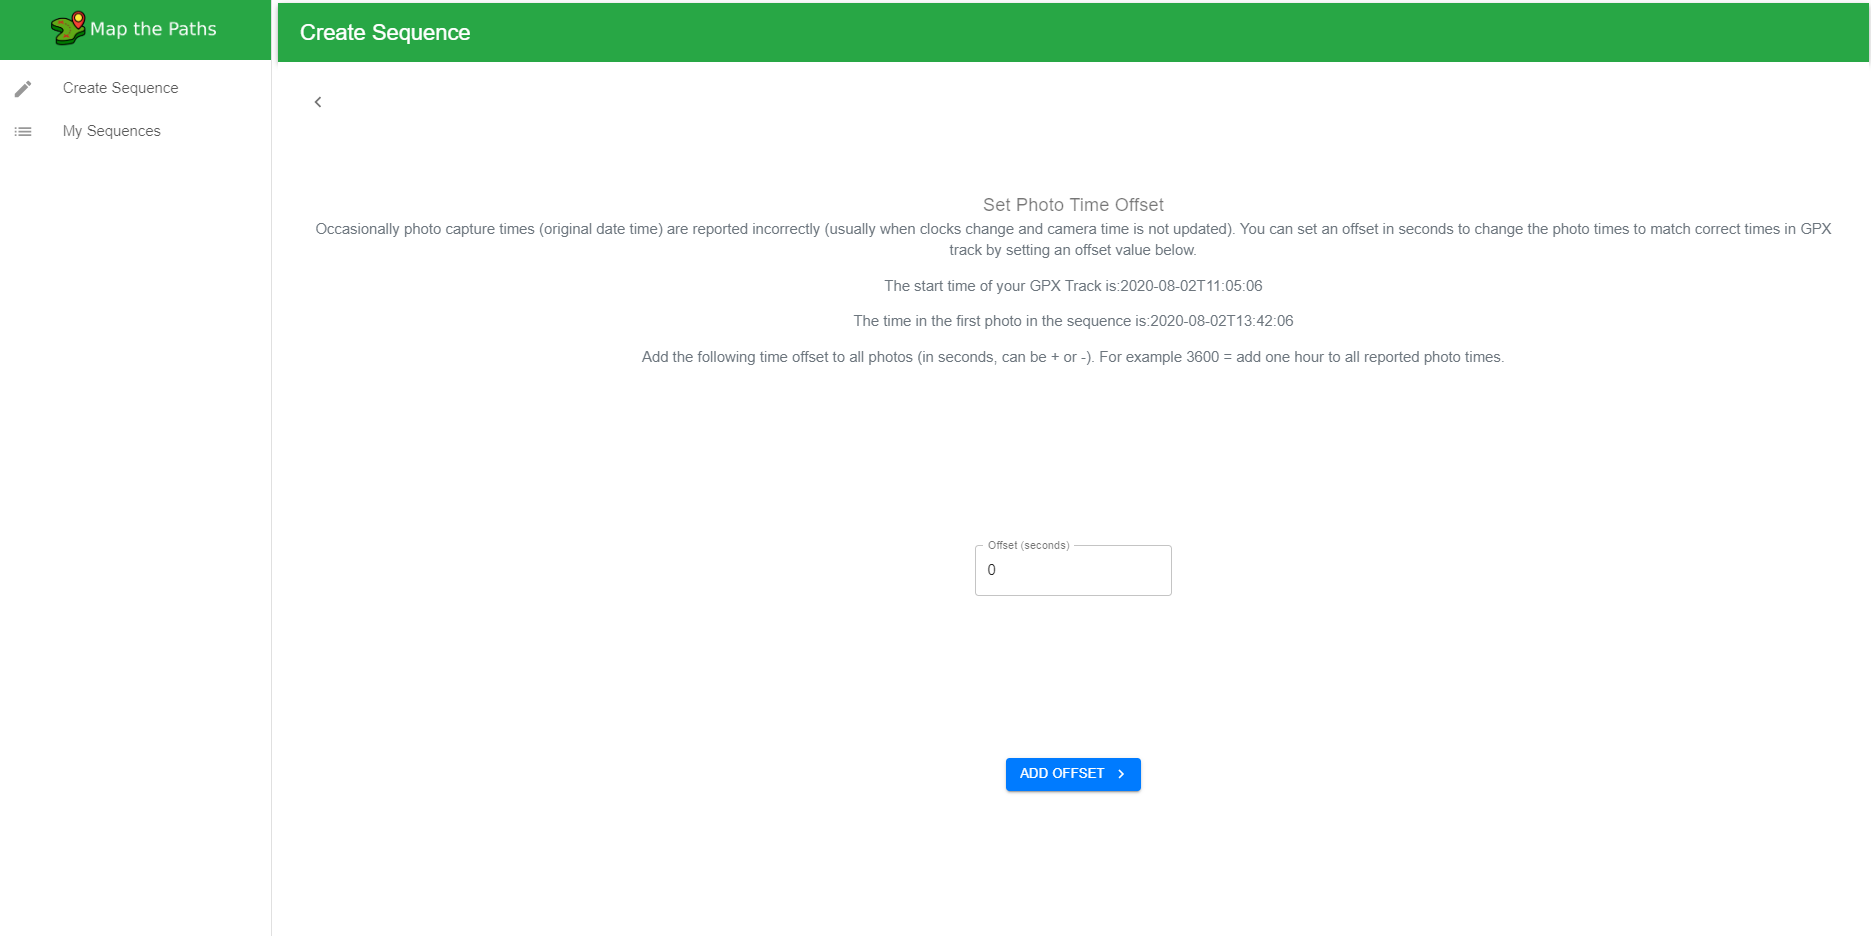 Map the Paths
Create Sequence
Create Sequence
My Sequences
Set Photo Time Offset
Occasionally photo capture times (original date time) are reported incorrectly (usually when clocks change and camera time is not updated). You can set an offset in seconds to change the photo times to match correct times in GPX
track by setting an offset value below.
The start time of your GPX Track is:2020-08-02T11:05:06
The time in the first photo in the sequence is:2020-08-02T13:42:06
Add the following time offset to all photos (in seconds, can be + or -). For example 3600 = add one hour to all reported photo times.
Offset (seconds)
0
ADD OFFSET